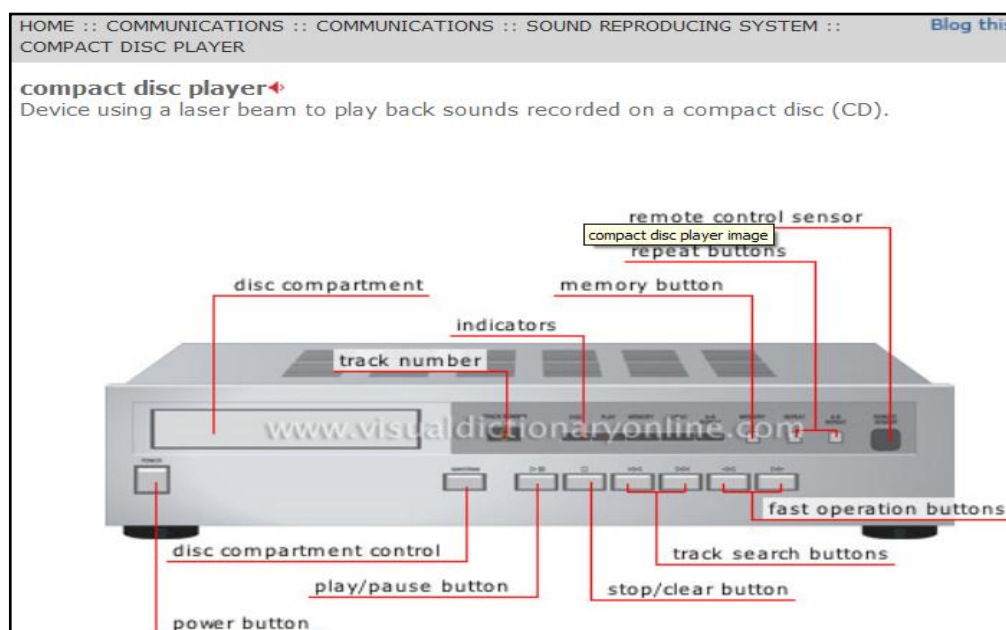 HOME :: COMMUNICATIONS :: COMMUNICATIONS :: SOUND REPRODUCING SYSTEM ::
Blog this
COMPACT DISC PLAYER
compact disc player
Device using a laser beam to play back sounds recorded on a compact disc (CD).
remote control sensor
compact disc player image
repeat buttons
disc compartment
memory button
indicators
track number
www.visualdictionaryonline.com
POWER
fast operation buttons
disc compartment control
track search buttons
play/pause button
stop/clear button
power button